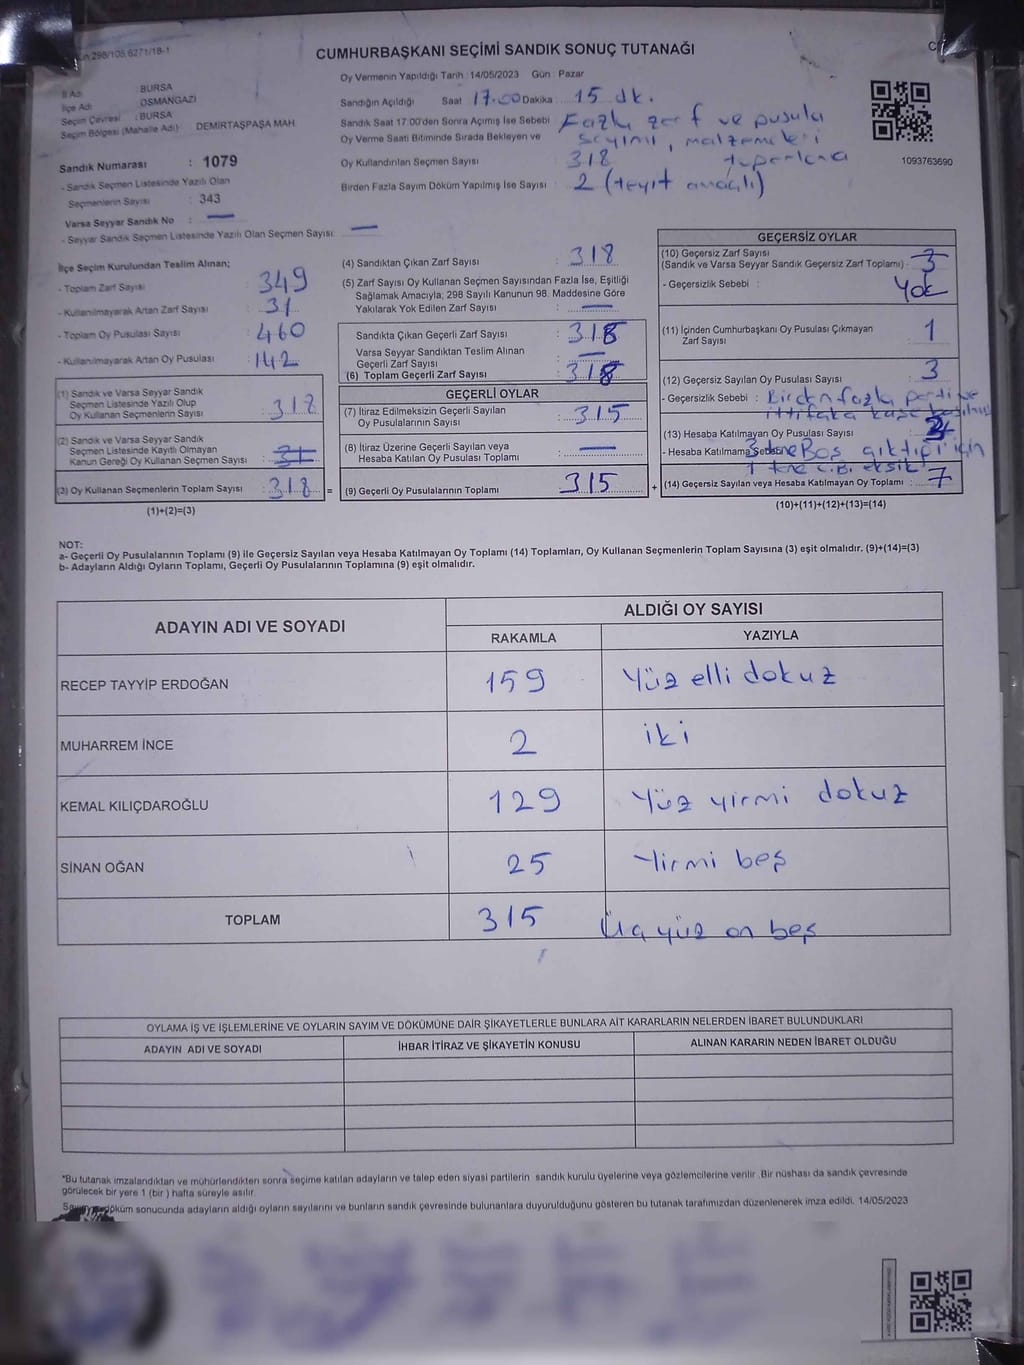 298/105.6271/18-1
CUMHURBAŞKANI SEÇİMİ SANDIK SONUÇ TUTANAĞI
İl Adı BURSA
İlçe Adı OSMANGAZİ
Seçim Çevresi : BURSA
Seçim Bölgesi (Mahalle Adı) DEMİRTAŞPAŞA MAH
Sandık Numarası : 1079
- Sandık Seçmen Listesinde Yazılı Olan
Seçmenlerin Sayısı : 343
Varsa Seyyar Sandık No : —
- Seyyar Sandık Seçmen Listesinde Yazılı Olan Seçmen Sayısı: —
Oy Vermenin Yapıldığı Tarih : 14/05/2023 Gün : Pazar
Sandığın Açıldığı Saat 17.00 Dakika 15 dk.
Sandık Saat 17.00'den Sonra Açılmış İse Sebebi : Fazla zarf ve pusula
Oy Verme Saati Bitiminde Sırada Bekleyen ve sayımı, malzemeleri
Oy Kullandırılan Seçmen Sayısı : 318 toparlama
Birden Fazla Sayım Döküm Yapılmış İse Sayısı : 2 (teyit amaçlı)
1093763690
İlçe Seçim Kurulundan Teslim Alınan;
- Toplam Zarf Sayısı : 349
- Kullanılmayarak Artan Zarf Sayısı : 31
- Toplam Oy Pusulası Sayısı : 460
- Kullanılmayarak Artan Oy Pusulası : 142
(1) Sandık ve Varsa Seyyar Sandık
Seçmen Listesinde Yazılı Olup
Oy Kullanan Seçmenlerin Sayısı : 318
(2) Sandık ve Varsa Seyyar Sandık
Seçmen Listesinde Kayıtlı Olmayan
Kanun Gereği Oy Kullanan Seçmen Sayısı : 31
(3) Oy Kullanan Seçmenlerin Toplam Sayısı : 318 =
(1)+(2)=(3)
(4) Sandıktan Çıkan Zarf Sayısı : 318
(5) Zarf Sayısı Oy Kullanan Seçmen Sayısından Fazla İse, Eşitliği
Sağlamak Amacıyla; 298 Sayılı Kanunun 98. Maddesine Göre
Yakılarak Yok Edilen Zarf Sayısı : —
Sandıkta Çıkan Geçerli Zarf Sayısı : 318
Varsa Seyyar Sandıktan Teslim Alınan
Geçerli Zarf Sayısı : —
(6) Toplam Geçerli Zarf Sayısı : 318
GEÇERLİ OYLAR
(7) İtiraz Edilmeksizin Geçerli Sayılan
Oy Pusulalarının Sayısı : 315
(8) İtiraz Üzerine Geçerli Sayılan veya
Hesaba Katılan Oy Pusulası Toplamı : —
(9) Geçerli Oy Pusulalarının Toplamı : 315 +
GEÇERSİZ OYLAR
(10) Geçersiz Zarf Sayısı
(Sandık ve Varsa Seyyar Sandık Geçersiz Zarf Toplamı) : 3
- Geçersizlik Sebebi : Yok
(11) İçinden Cumhurbaşkanı Oy Pusulası Çıkmayan
Zarf Sayısı : 1
(12) Geçersiz Sayılan Oy Pusulası Sayısı : 3
- Geçersizlik Sebebi : Birden fazla parti ve
ittifaka kaşe basılmış
(13) Hesaba Katılmayan Oy Pusulası Sayısı
- Hesaba Katılmama Sebebi 3 tane Boş çıktığı için
1 tane C.B. eksik
(14) Geçersiz Sayılan veya Hesaba Katılmayan Oy Toplamı : 7
(10)+(11)+(12)+(13)=(14)
NOT:
a- Geçerli Oy Pusulalarının Toplamı (9) ile Geçersiz Sayılan veya Hesaba Katılmayan Oy Toplamı (14) Toplamları, Oy Kullanan Seçmenlerin Toplam Sayısına (3) eşit olmalıdır. (9)+(14)=(3)
b- Adayların Aldığı Oyların Toplamı, Geçerli Oy Pusulalarının Toplamına (9) eşit olmalıdır.
ADAYIN ADI VE SOYADI ALDIĞI OY SAYISI
RAKAMLA YAZIYLA
RECEP TAYYİP ERDOĞAN 159 Yüz elli dokuz
MUHARREM İNCE 2 iki
KEMAL KILIÇDAROĞLU 129 Yüz yirmi dokuz
SİNAN OĞAN 25 Yirmi beş
TOPLAM 315 Üç yüz on beş
OYLAMA İŞ VE İŞLEMLERİNE VE OYLARIN SAYIM VE DÖKÜMÜNE DAİR ŞİKAYETLERLE BUNLARA AİT KARARLARIN NELERDEN İBARET BULUNDUKLARI
ADAYIN ADI VE SOYADI İHBAR İTİRAZ VE ŞİKAYETİN KONUSU ALINAN KARARIN NEDEN İBARET OLDUĞU
*Bu tutanak imzalandıktan ve mühürlendikten sonra seçime katılan adayların ve talep eden siyasi partilerin sandık kurulu üyelerine veya gözlemcilerine verilir. Bir nüshası da sandık çevresinde
görülecek bir yere 1 (bir) hafta süreyle asılır.
döküm sonucunda adayların aldığı oyların sayılarını ve bunların sandık çevresinde bulunanlara duyurulduğunu gösteren bu tutanak tarafımızdan düzenlenerek imza edildi. 14/05/2023